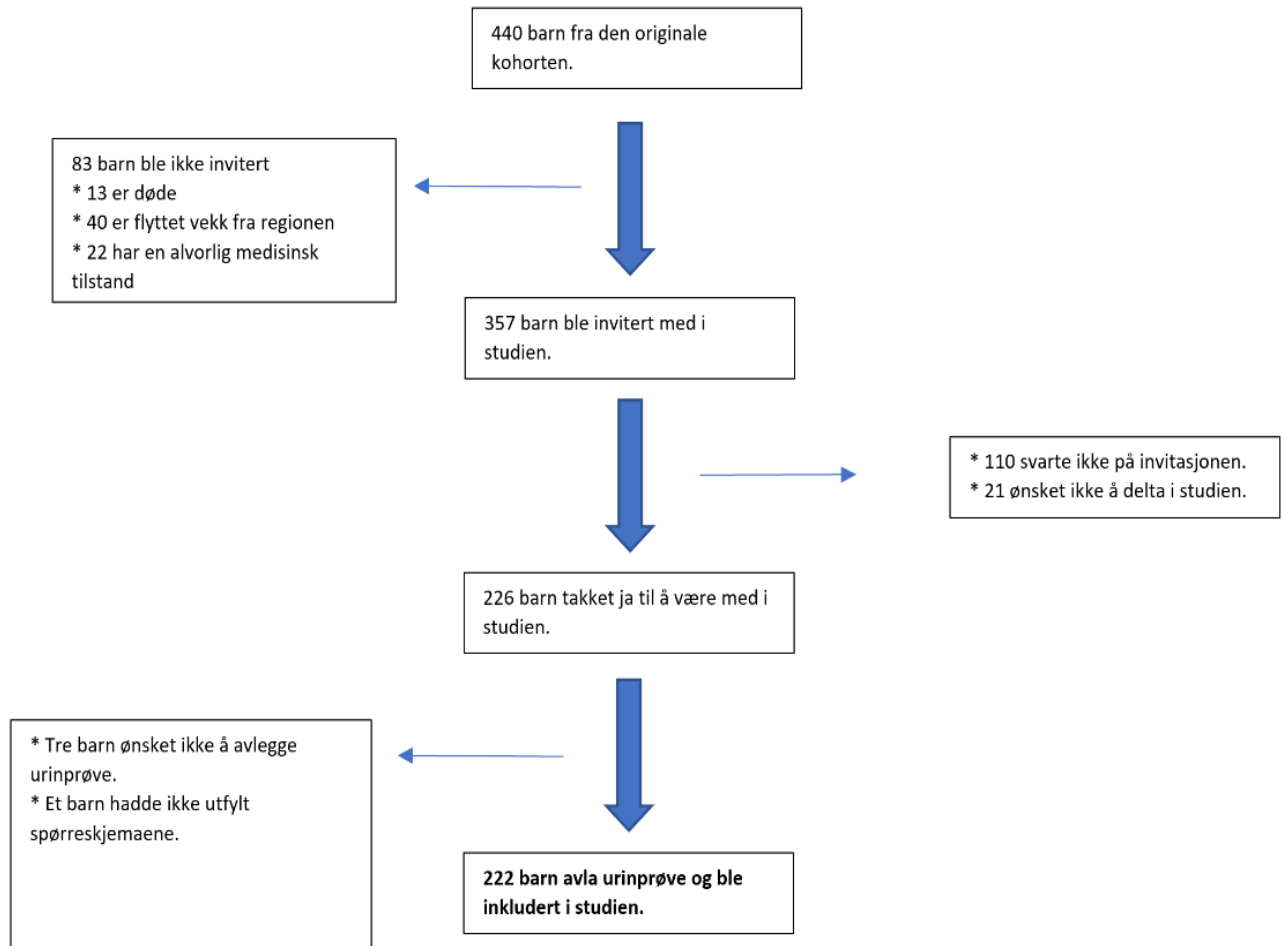 440 barn fra den originale
kohorten.
83 barn ble ikke invitert
* 13 er døde
* 40 er flyttet vekk fra regionen
* 22 har en alvorlig medisinsk
tilstand
357 barn ble invitert med i
studien.
* 110 svarte ikke på invitasjonen.
* 21 ønsket ikke å delta i studien.
226 barn takket ja til å være med i
studien.
* Tre barn ønsket ikke å avlegge
urinprøve.
* Et barn hadde ikke utfylt
spørreskjemaene.
222 barn avla urinprøve og ble
inkludert i studien.